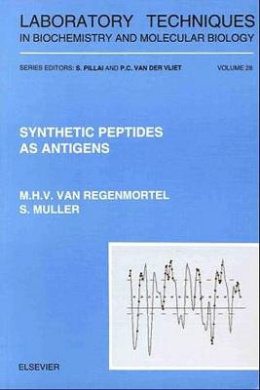 LABORATORY TECHNIQUES
IN BIOCHEMISTRY AND MOLECULAR BIOLOGY
SERIES EDITORS: S. PILLAI AND P.C. VAN DER VLIET VOLUME 28
SYNTHETIC PEPTIDES
AS ANTIGENS
M.H.V. VAN REGENMORTEL
S. MULLER
ELSEVIER